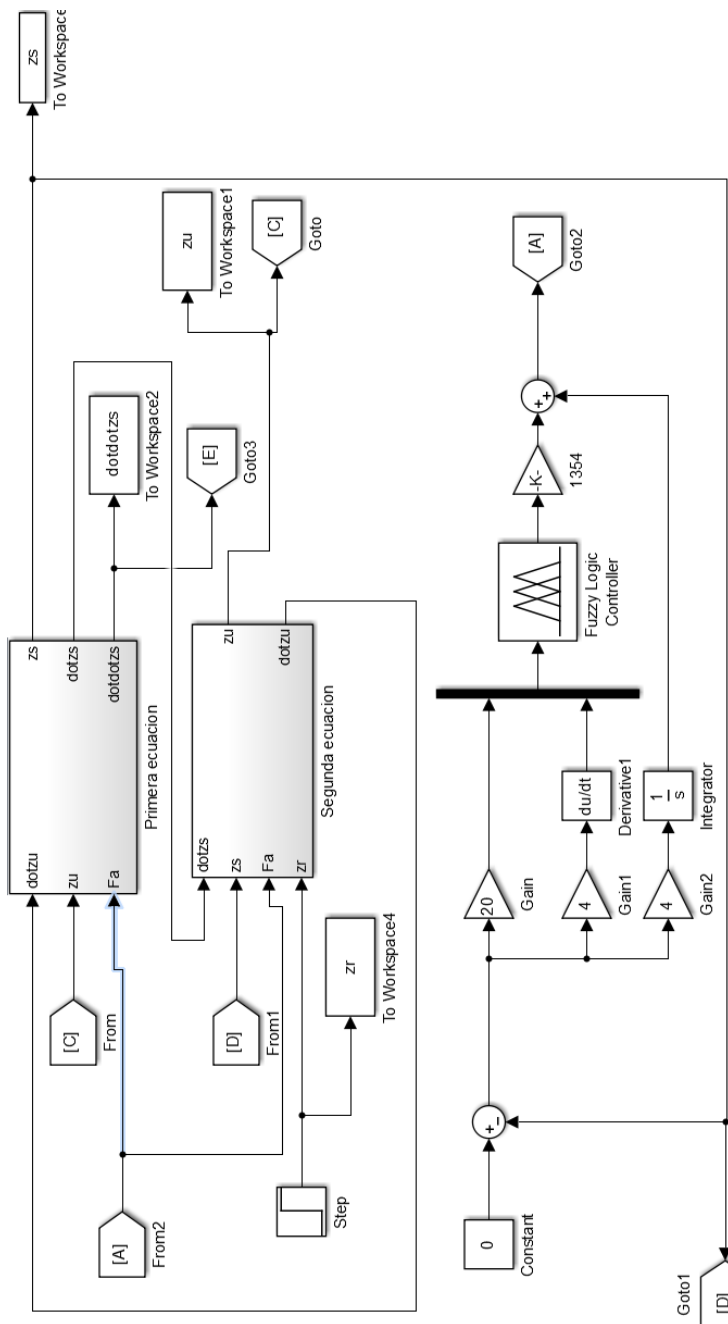 zs
To Workspace
zu
To Workspace1
[C]
Goto
dotdotzs
To Workspace2
[E]
Goto3
dotzu
zu
Fa
zs
dotzs
dotdotzs
Primera ecuacion
[C]
From
[A]
From2
dotzs
zs
Fa
zr
zu
dotzu
Segunda ecuacion
[D]
From1
zr
To Workspace4
Step
0
Constant
+
−
20
Gain
4
Gain1
4
Gain2
du/dt
Derivative1
1
s
Integrator
Fuzzy Logic
Controller
-K-
1354
+
+
[A]
Goto2
Goto1
[D]